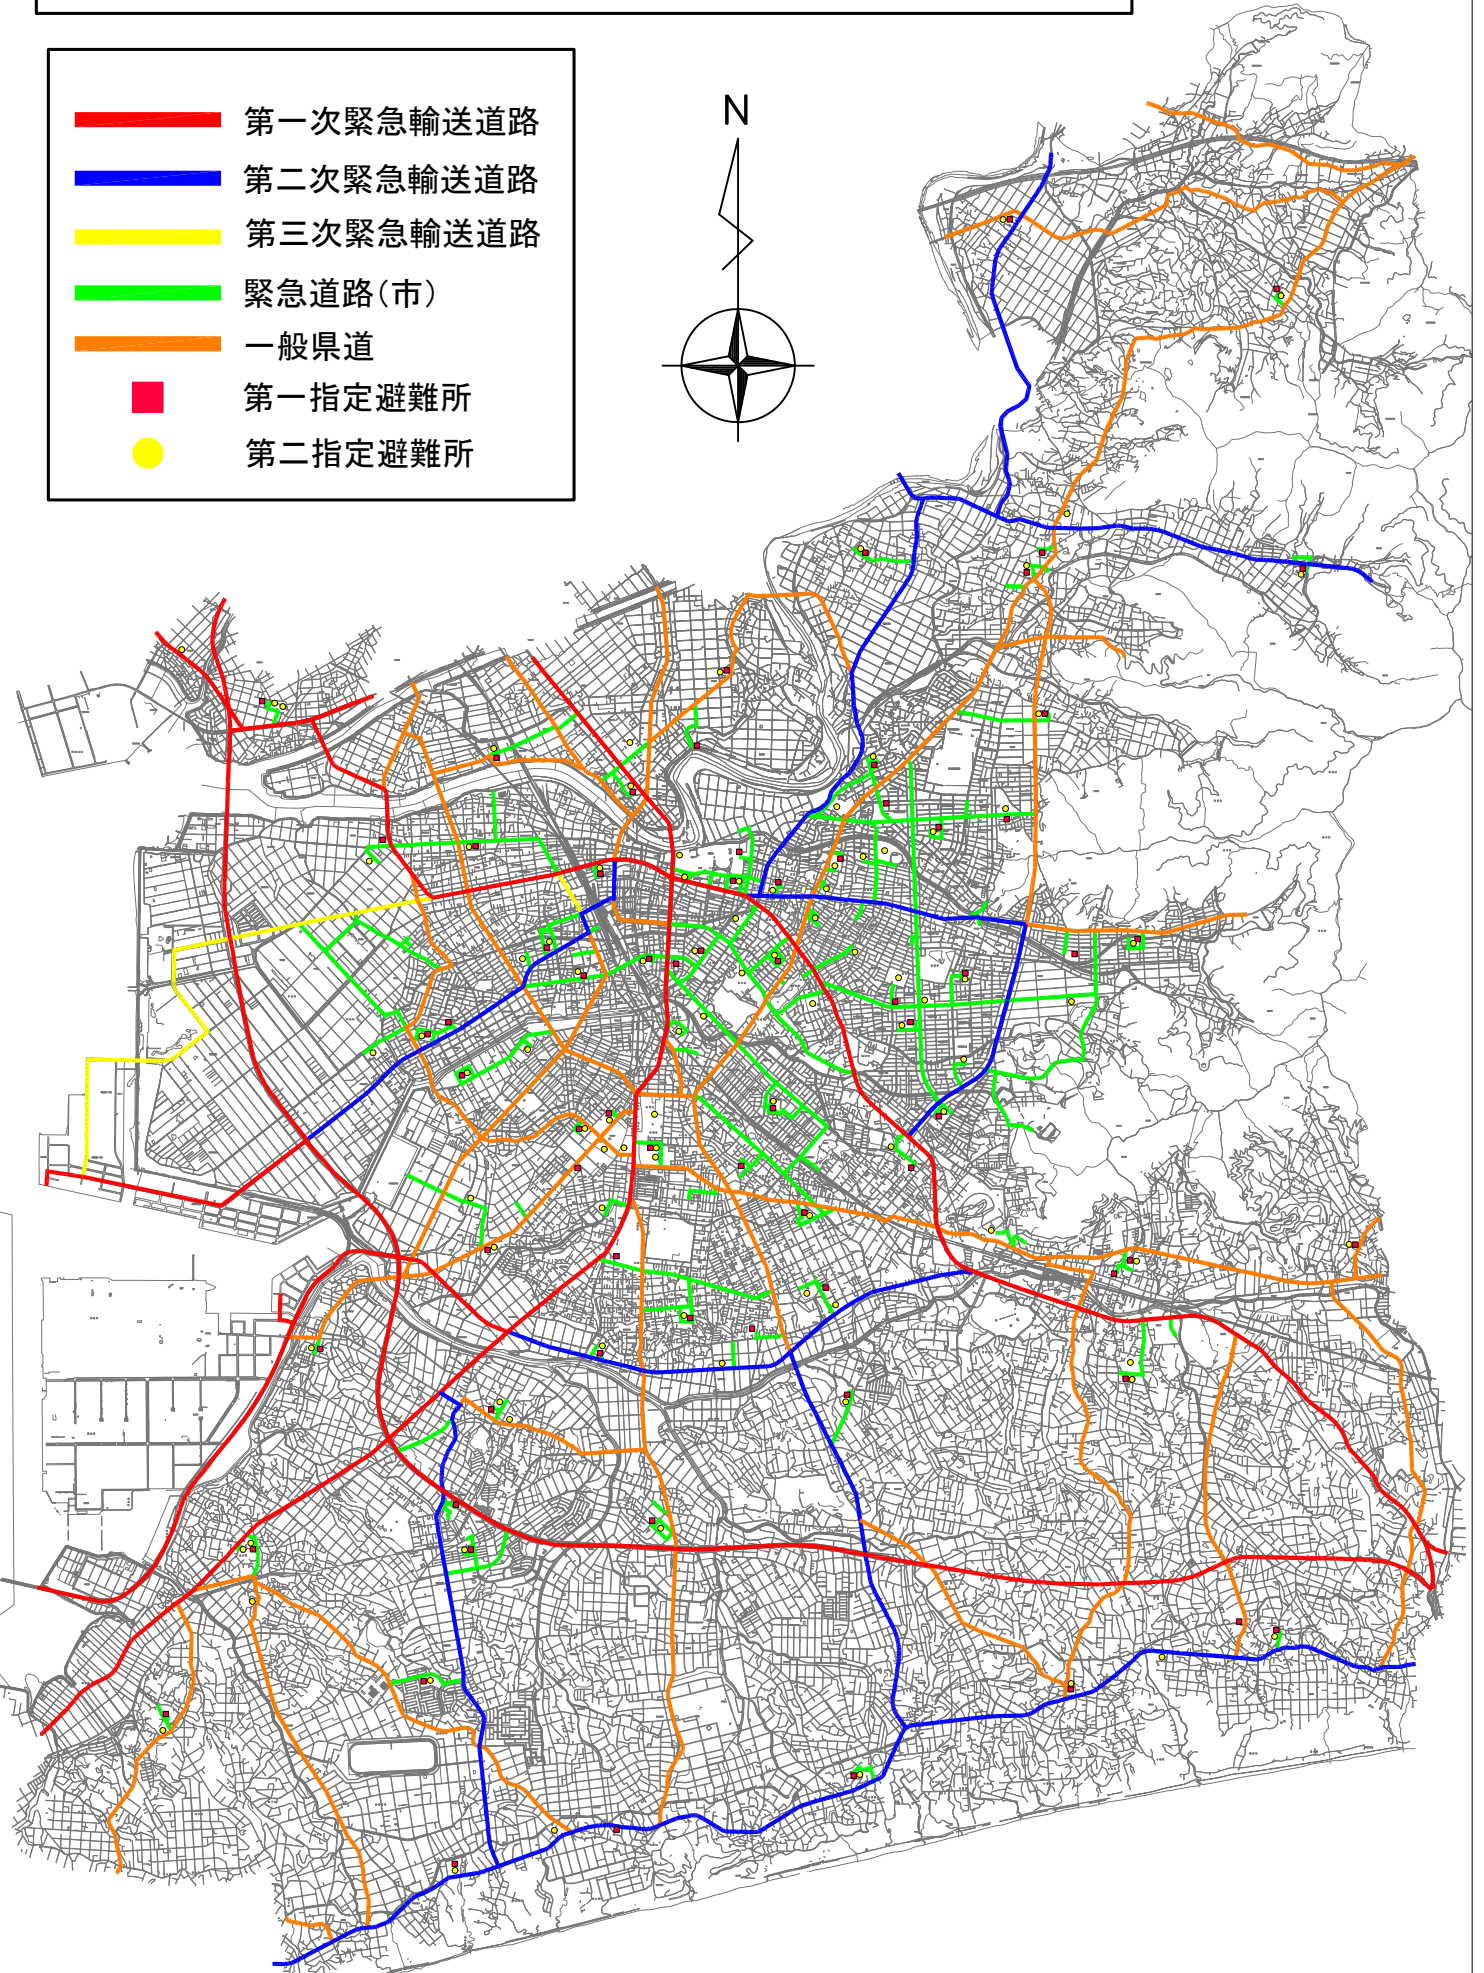 第一次緊急輸送道路
第二次緊急輸送道路
第三次緊急輸送道路
緊急道路(市)
一般県道
第一指定避難所
第二指定避難所
N